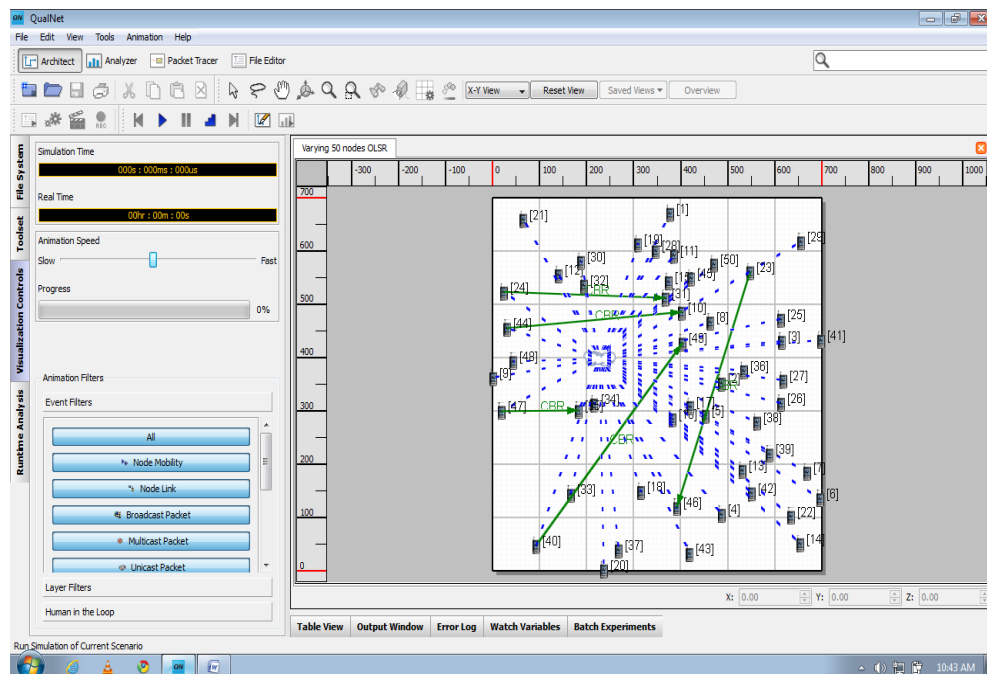 QualNet
File Edit View Tools Animation Help
Architect Analyzer Packet Tracer File Editor
X-Y View Reset View Saved Views Overview
REC
File System
Toolset
Visualization Controls
Runtime Analysis
Simulation Time
000s : 000ms : 000us
Real Time
00hr : 00m : 00s
Animation Speed
Slow Fast
Progress
0%
Animation Filters
Event Filters
All
Node Mobility
Node Link
Broadcast Packet
Multicast Packet
Unicast Packet
Layer Filters
Human in the Loop
Varying 50 nodes OLSR
-300 -200 -100 0 100 200 300 400 500 600 700 800 900 1000
700
600
500
400
300
200
100
0
[21] [1]
[19] [28] [11] [29]
[30] [50] [23]
[12] [32] [45]
[24] CBR [31]
[44] CBR [10] [8] [25]
[49] [3] [41]
[48]
[9] [2] [36] [27]
CBR
[47] CBR [34] [17] [5] [26]
[38]
CBR
[39]
[13] [7]
[33] [18] [42] [6]
[46] [4] [22]
[40] [37] [43] [14]
[20]
X: 0.00 Y: 0.00 Z: 0.00
Table View Output Window Error Log Watch Variables Batch Experiments
Run Simulation of Current Scenario
10:43 AM